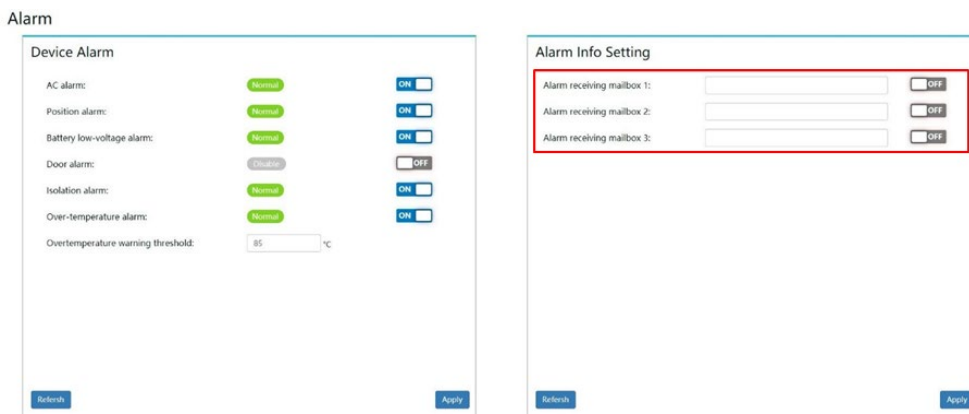 Alarm
Device Alarm
AC alarm: Normal ON
Position alarm: Normal ON
Battery low-voltage alarm: Normal ON
Door alarm: Disable OFF
Isolation alarm: Normal ON
Over-temperature alarm: Normal ON
Overtemperature warning threshold: 85 °C
Refersh Apply
Alarm Info Setting
Alarm receiving mailbox 1: OFF
Alarm receiving mailbox 2: OFF
Alarm receiving mailbox 3: OFF
Refersh Apply